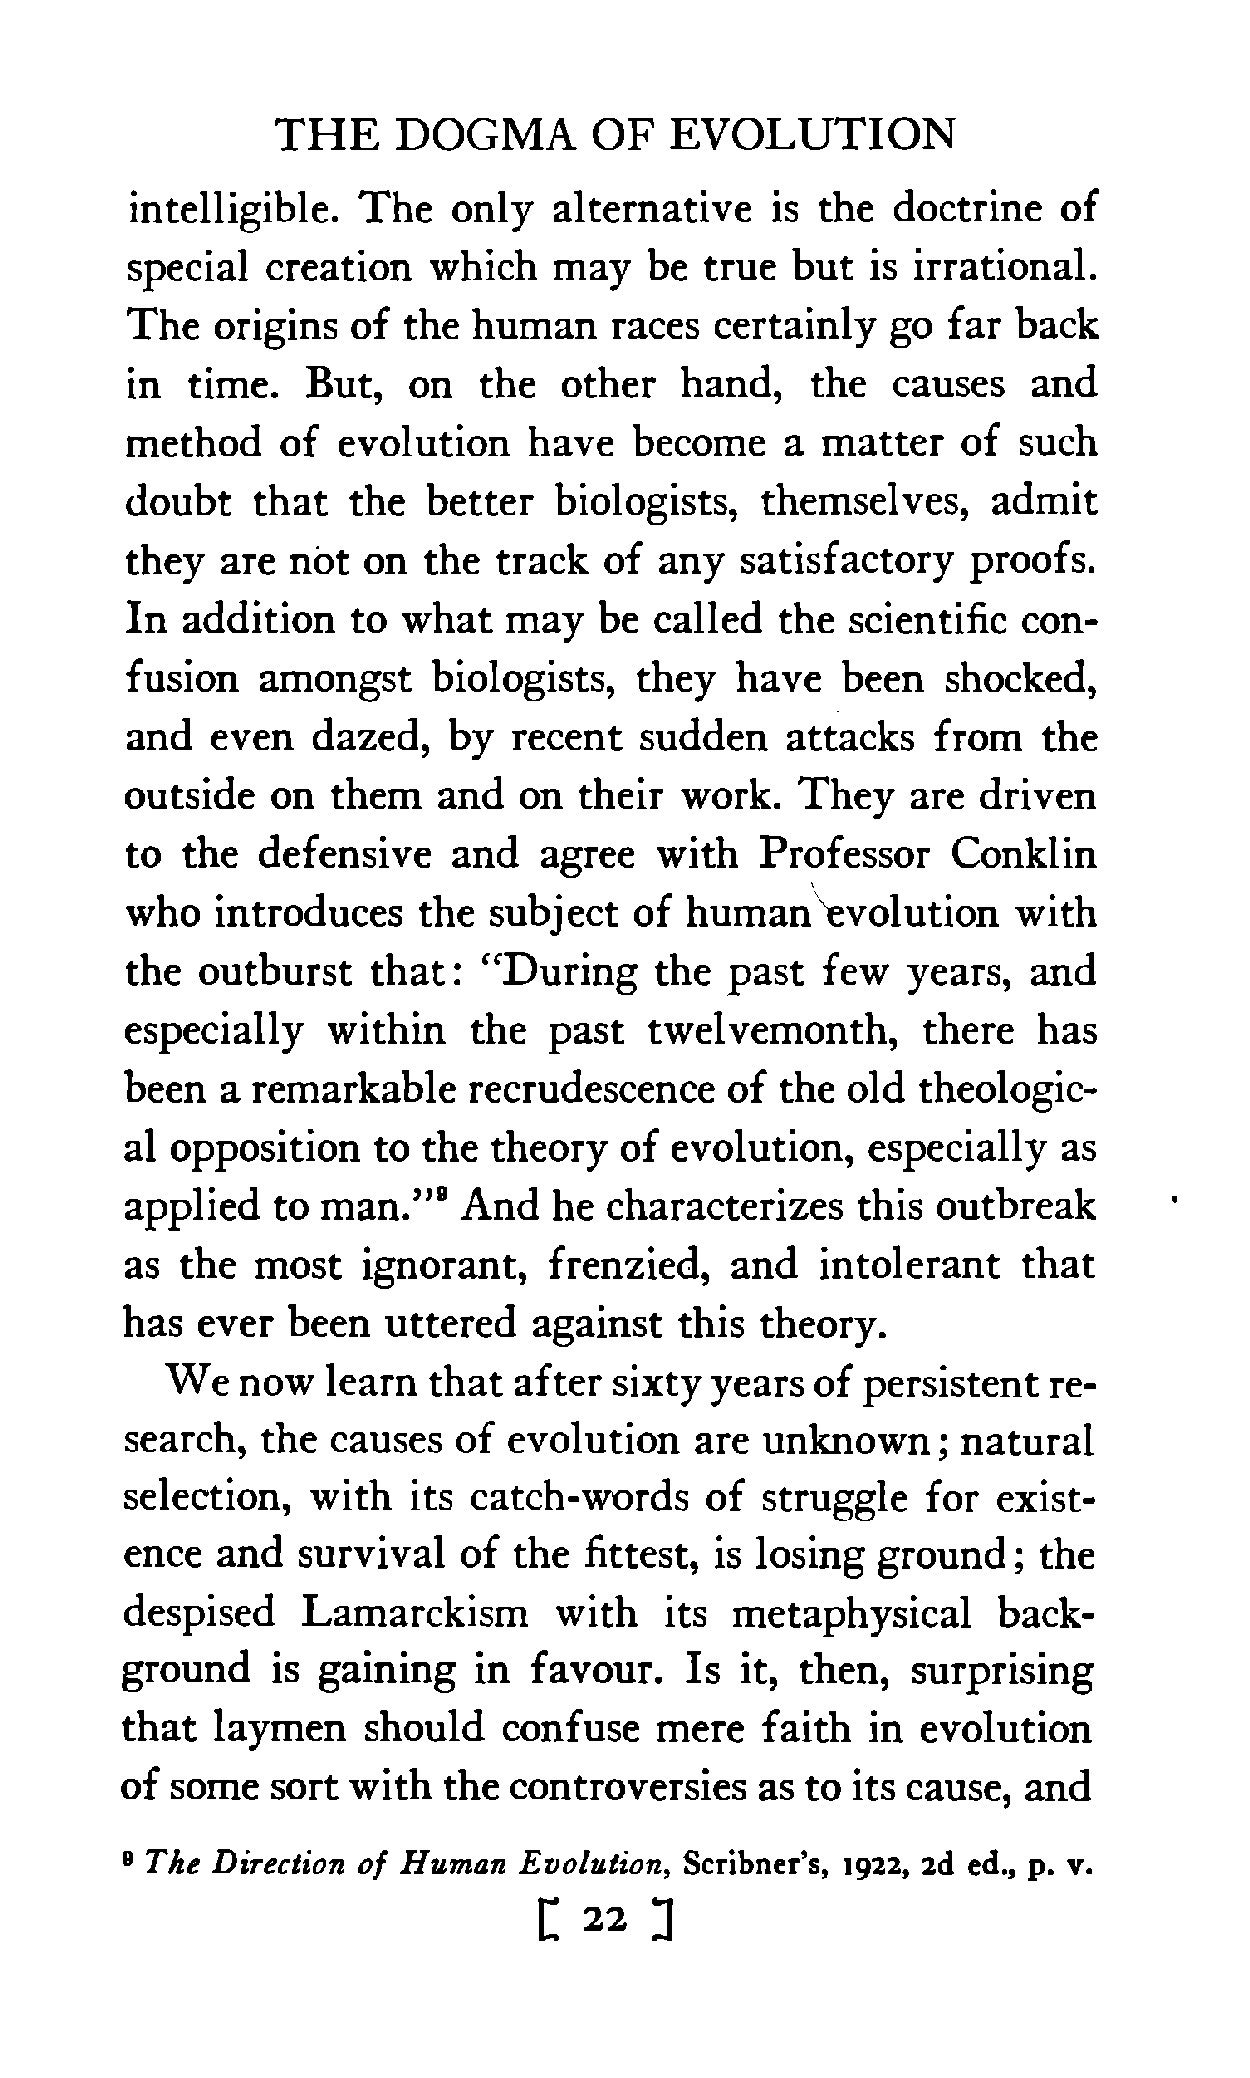 THE DOGMA OF EVOLUTION
intelligible. The only alternative is the doctrine of
special creation which may be true but is irrational.
The origins of the human races certainly go far back
in time. But, on the other hand, the causes and
method of evolution have become a matter of such
doubt that the better biologists, themselves, admit
they are not on the track of any satisfactory proofs.
In addition to what may be called the scientific con-
fusion amongst biologists, they have been shocked,
and even dazed, by recent sudden attacks from the
outside on them and on their work. They are driven
to the defensive and agree with Professor Conklin
who introduces the subject of human evolution with
the outburst that: “During the past few years, and
especially within the past twelvemonth, there has
been a remarkable recrudescence of the old theologic-
al opposition to the theory of evolution, especially as
applied to man.”⁹ And he characterizes this outbreak
as the most ignorant, frenzied, and intolerant that
has ever been uttered against this theory.
We now learn that after sixty years of persistent re-
search, the causes of evolution are unknown; natural
selection, with its catch-words of struggle for exist-
ence and survival of the fittest, is losing ground; the
despised Lamarckism with its metaphysical back-
ground is gaining in favour. Is it, then, surprising
that laymen should confuse mere faith in evolution
of some sort with the controversies as to its cause, and
⁹ The Direction of Human Evolution, Scribner's, 1922, 2d ed., p. v.
[ 22 ]